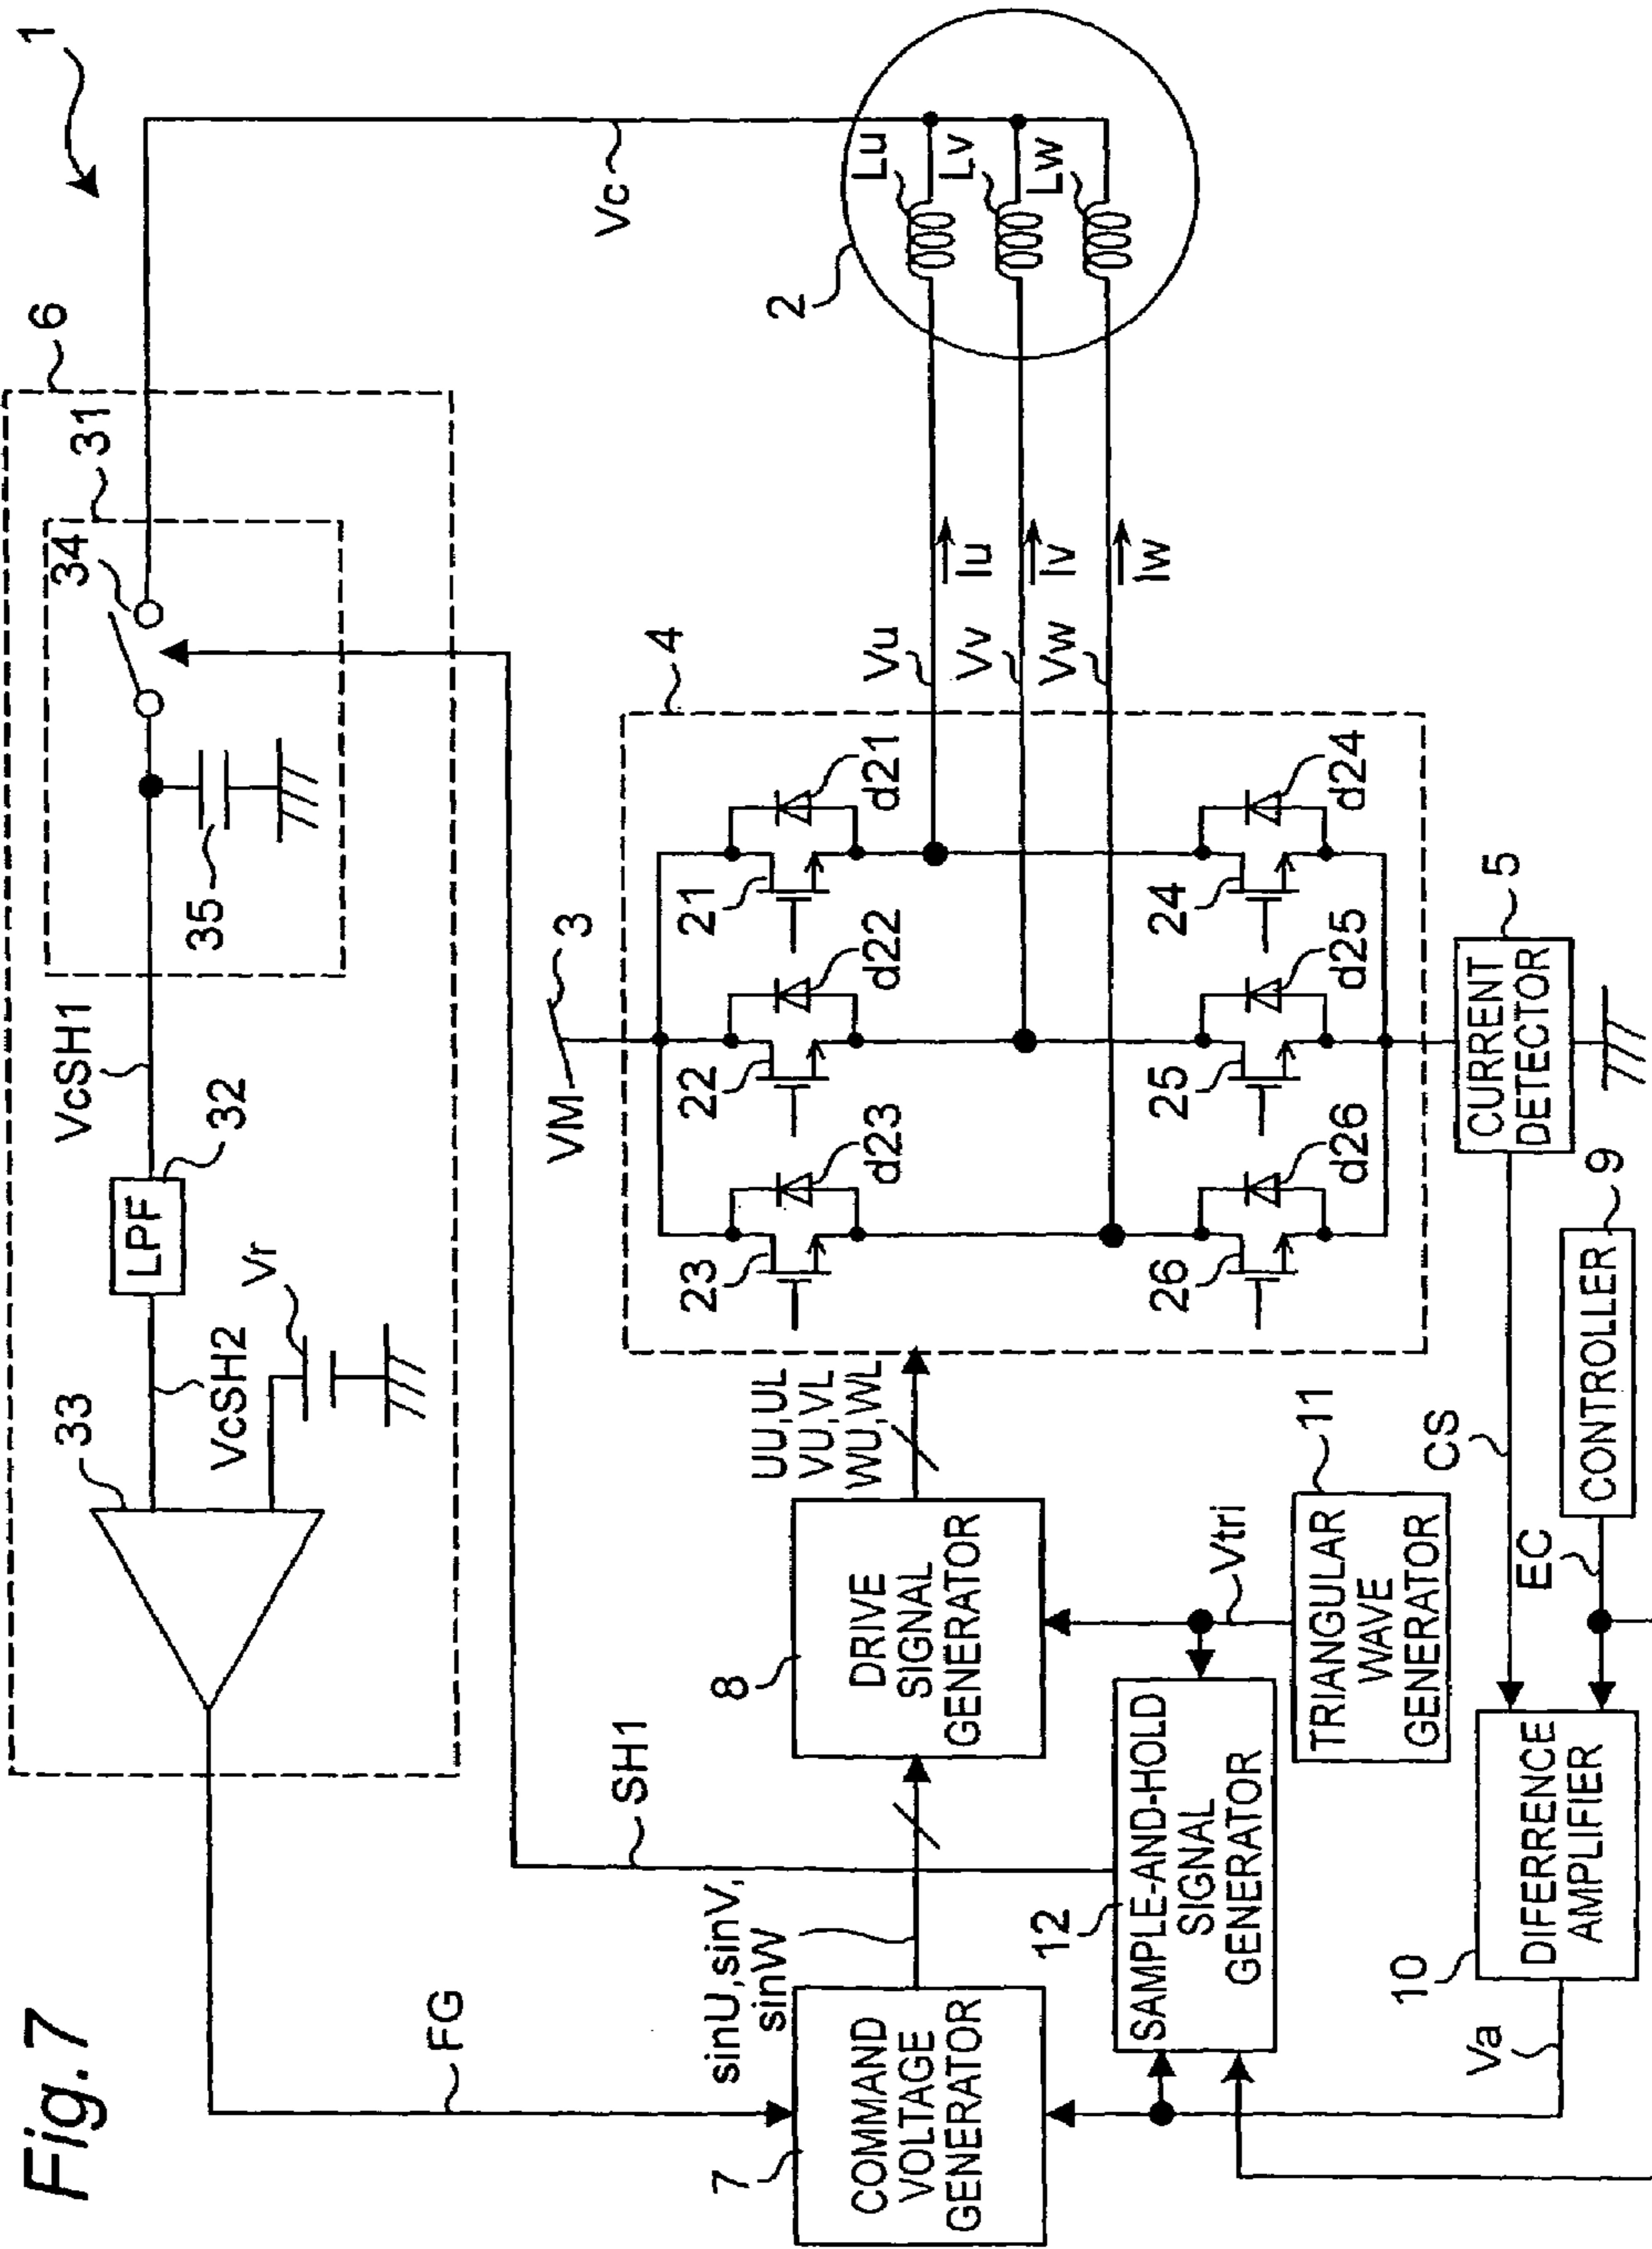 Fig.7
1
6
31
34
35
VcSH1
32
LPF
VcSH2
Vr
33
Vc
2
Lu
Lv
Lw
4
Vu
Vv
Vw
Iu
Iv
Iw
3
VM
21
d21
22
d22
23
d23
24
d24
25
d25
26
d26
UU,UL
VU,VL
WU,WL
FG
SH1
sinU,sinV,
sinW
7
COMMAND
VOLTAGE
GENERATOR
8
DRIVE
SIGNAL
GENERATOR
12
SAMPLE-AND-HOLD
SIGNAL
GENERATOR
Vtri
11
TRIANGULAR
WAVE
GENERATOR
5
CURRENT
DETECTOR
CS
9
CONTROLLER
EC
10
DIFERRENCE
AMPLIFIER
Va